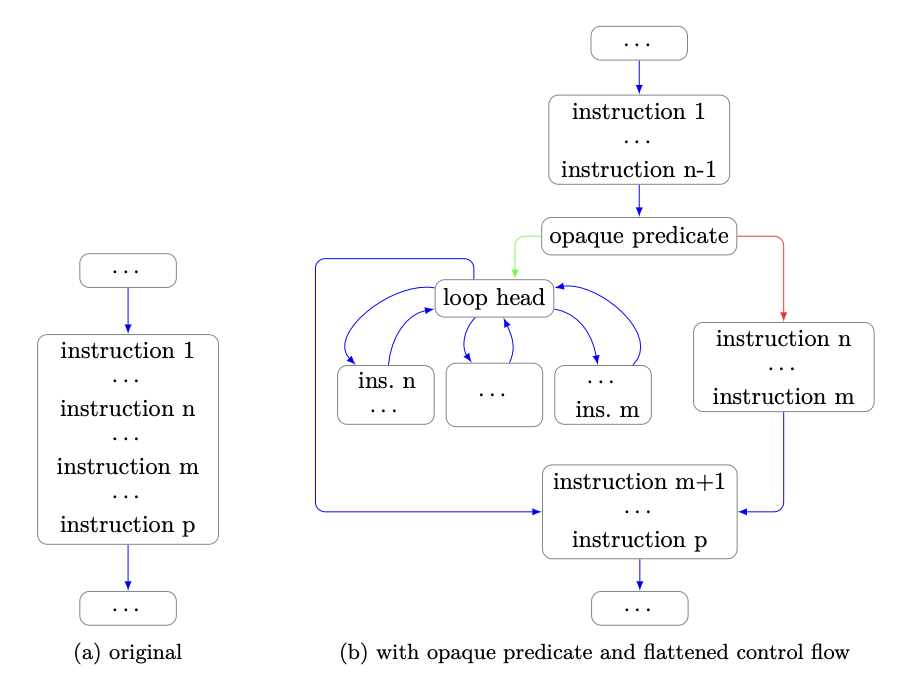 ...
instruction 1
...
instruction n
...
instruction m
...
instruction p
...
(a) original
...
instruction 1
...
instruction n-1
opaque predicate
loop head
ins. n
...
...
...
ins. m
instruction n
...
instruction m
instruction m+1
...
instruction p
...
(b) with opaque predicate and flattened control flow